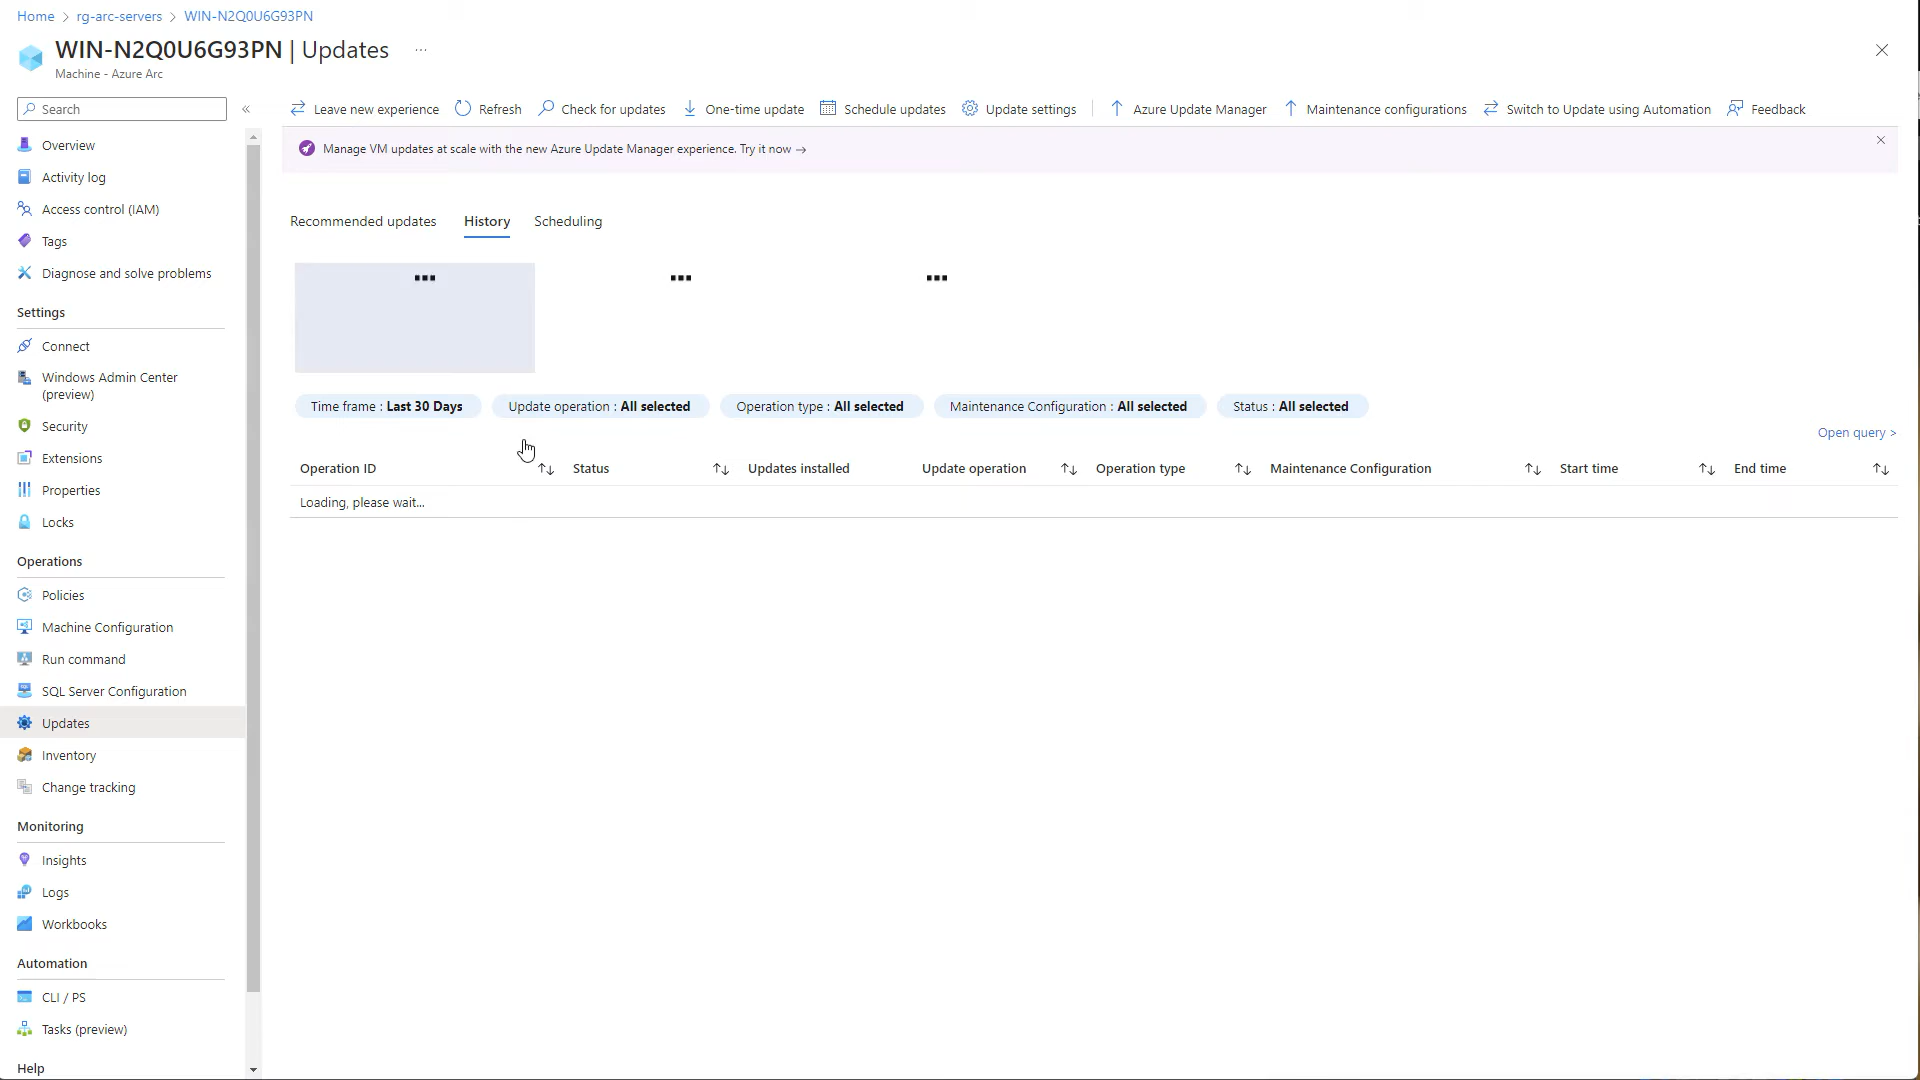 Home > rg-arc-servers > WIN-N2Q0U6G93PN
WIN-N2Q0U6G93PN | Updates ...
Machine - Azure Arc
Search
«
Leave new experience
Refresh
Check for updates
One-time update
Schedule updates
Update settings
Azure Update Manager
Maintenance configurations
Switch to Update using Automation
Feedback
Manage VM updates at scale with the new Azure Update Manager experience. Try it now →
Overview
Activity log
Access control (IAM)
Tags
Diagnose and solve problems
Settings
Connect
Windows Admin Center
(preview)
Security
Extensions
Properties
Locks
Operations
Policies
Machine Configuration
Run command
SQL Server Configuration
Updates
Inventory
Change tracking
Monitoring
Insights
Logs
Workbooks
Automation
CLI / PS
Tasks (preview)
Help
Recommended updates
History
Scheduling
Time frame : Last 30 Days
Update operation : All selected
Operation type : All selected
Maintenance Configuration : All selected
Status : All selected
Open query >
Operation ID
Status
Updates installed
Update operation
Operation type
Maintenance Configuration
Start time
End time
Loading, please wait...